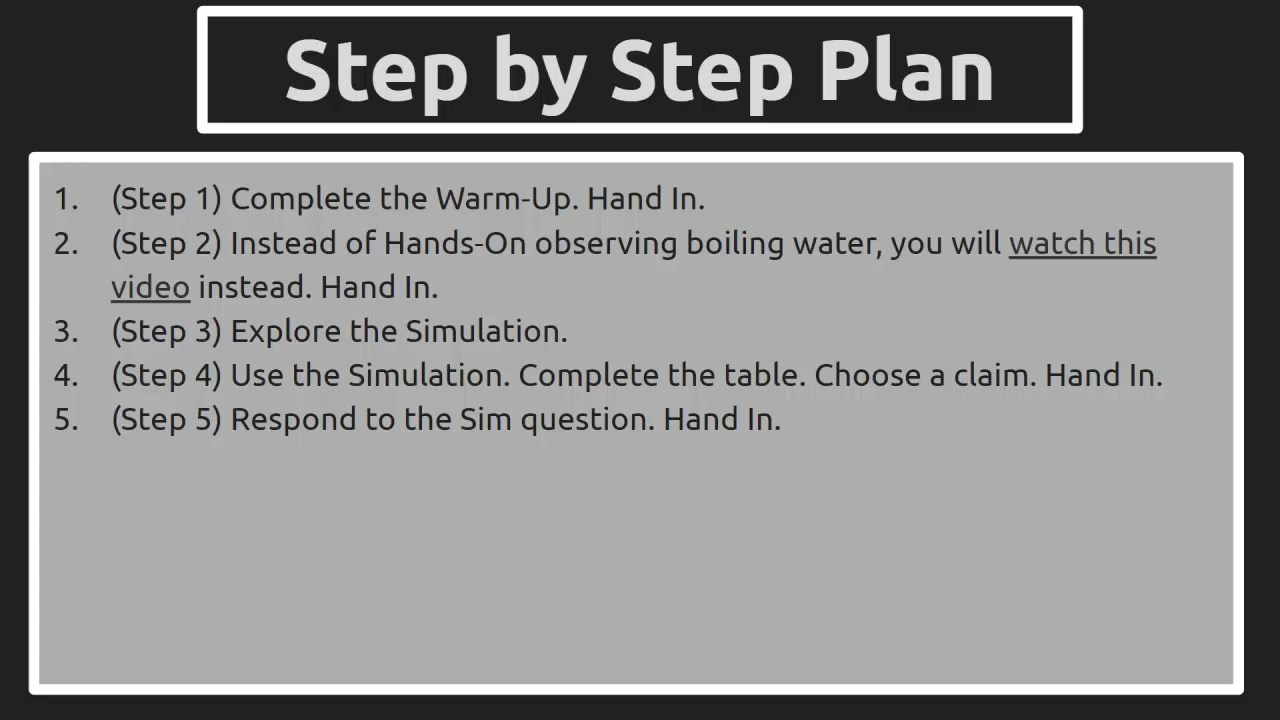 Step by Step Plan
1. (Step 1) Complete the Warm-Up. Hand In.
2. (Step 2) Instead of Hands-On observing boiling water, you will watch this
video instead. Hand In.
3. (Step 3) Explore the Simulation.
4. (Step 4) Use the Simulation. Complete the table. Choose a claim. Hand In.
5. (Step 5) Respond to the Sim question. Hand In.